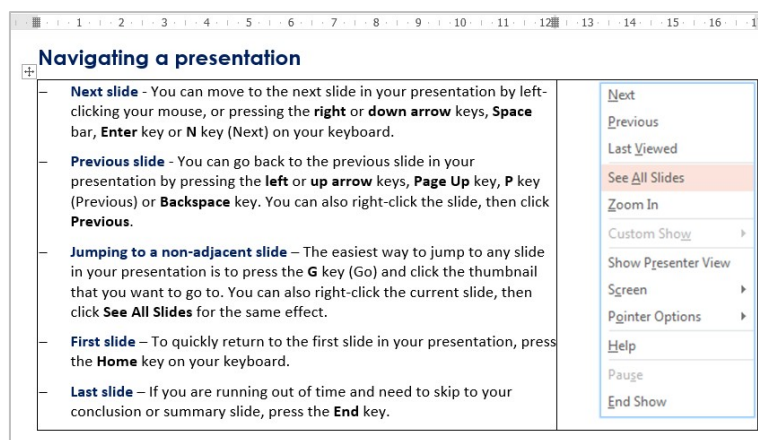 1 2 3 4 5 6 7 8 9 10 11 12 13 14 15 16 1
Navigating a presentation
– Next slide - You can move to the next slide in your presentation by left-
clicking your mouse, or pressing the right or down arrow keys, Space
bar, Enter key or N key (Next) on your keyboard.
– Previous slide - You can go back to the previous slide in your
presentation by pressing the left or up arrow keys, Page Up key, P key
(Previous) or Backspace key. You can also right-click the slide, then click
Previous.
– Jumping to a non-adjacent slide – The easiest way to jump to any slide
in your presentation is to press the G key (Go) and click the thumbnail
that you want to go to. You can also right-click the current slide, then
click See All Slides for the same effect.
– First slide – To quickly return to the first slide in your presentation, press
the Home key on your keyboard.
– Last slide – If you are running out of time and need to skip to your
conclusion or summary slide, press the End key.
Next
Previous
Last Viewed
See All Slides
Zoom In
Custom Show
Show Presenter View
Screen
Pointer Options
Help
Pause
End Show